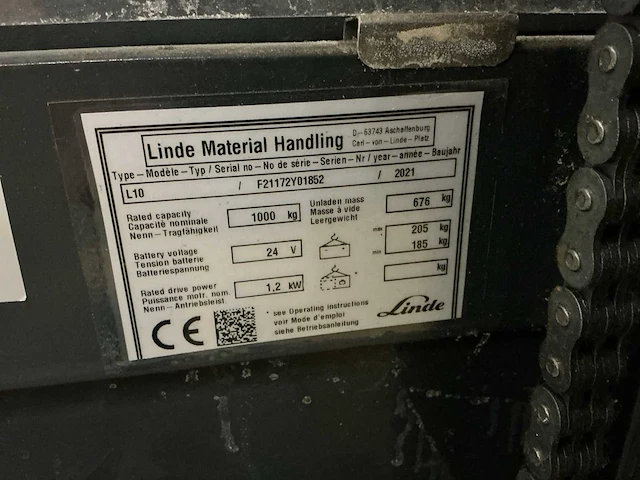 Linde Material Handling
D-63743 Aschaffenburg
Carl-von-Linde-Platz
Type-Modèle-Typ / Serial no-No de série-Serien-Nr / year-année-Baujahr
L10 / F21172Y01852 / 2021
Rated capacity
Capacité nominale
Nenn-Tragfähigkeit
1000 kg
Unladen mass
Masse à vide
Leergewicht
676 kg
Battery voltage
Tension batterie
Batteriespannung
24 V
max 205 kg
min 185 kg
Rated drive power
Puissance motr. nom
Nenn-Antriebsleist
1,2 kW
* kg
* see Operating instructions
voir Mode d'emploi
siehe Betriebsanleitung
CE
Linde